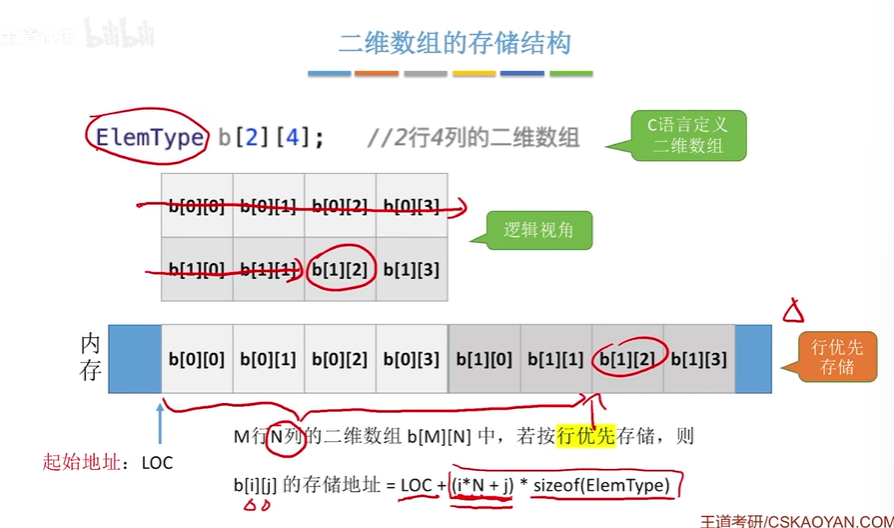 bilibili
二维数组的存储结构
ElemType b[2][4]; //2行4列的二维数组
C语言定义
二维数组
b[0][0] b[0][1] b[0][2] b[0][3]
逻辑视角
b[1][0] b[1][1] b[1][2] b[1][3]
内存
b[0][0] b[0][1] b[0][2] b[0][3] b[1][0] b[1][1] b[1][2] b[1][3]
行优先
存储
M行N列的二维数组 b[M][N] 中，若按行优先存储，则
起始地址：LOC
b[i][j] 的存储地址 = LOC + (i*N + j) * sizeof(ElemType)
王道考研/CSKAOYAN.COM